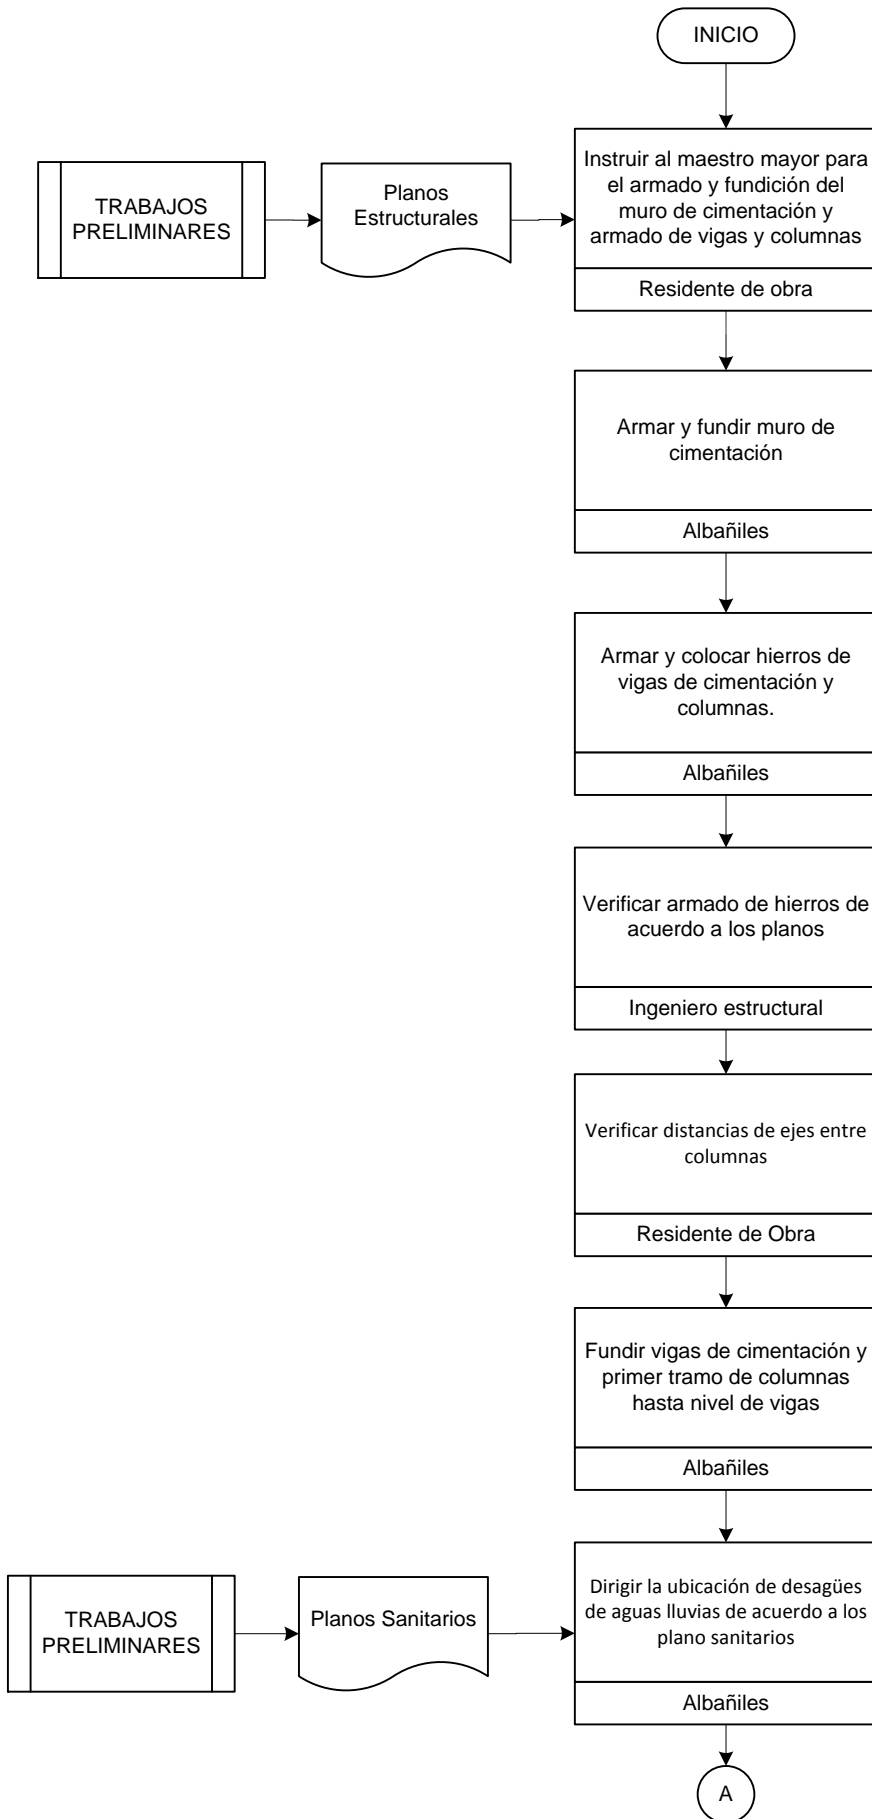 INICIO
TRABAJOS
PRELIMINARES
Planos
Estructurales
Instruir al maestro mayor para
el armado y fundición del
muro de cimentación y
armado de vigas y columnas
Residente de obra
Armar y fundir muro de
cimentación
Albañiles
Armar y colocar hierros de
vigas de cimentación y
columnas.
Albañiles
Verificar armado de hierros de
acuerdo a los planos
Ingeniero estructural
Verificar distancias de ejes entre
columnas
Residente de Obra
Fundir vigas de cimentación y
primer tramo de columnas
hasta nivel de vigas
Albañiles
TRABAJOS
PRELIMINARES
Planos Sanitarios
Dirigir la ubicación de desagües
de aguas lluvias de acuerdo a los
plano sanitarios
Albañiles
A